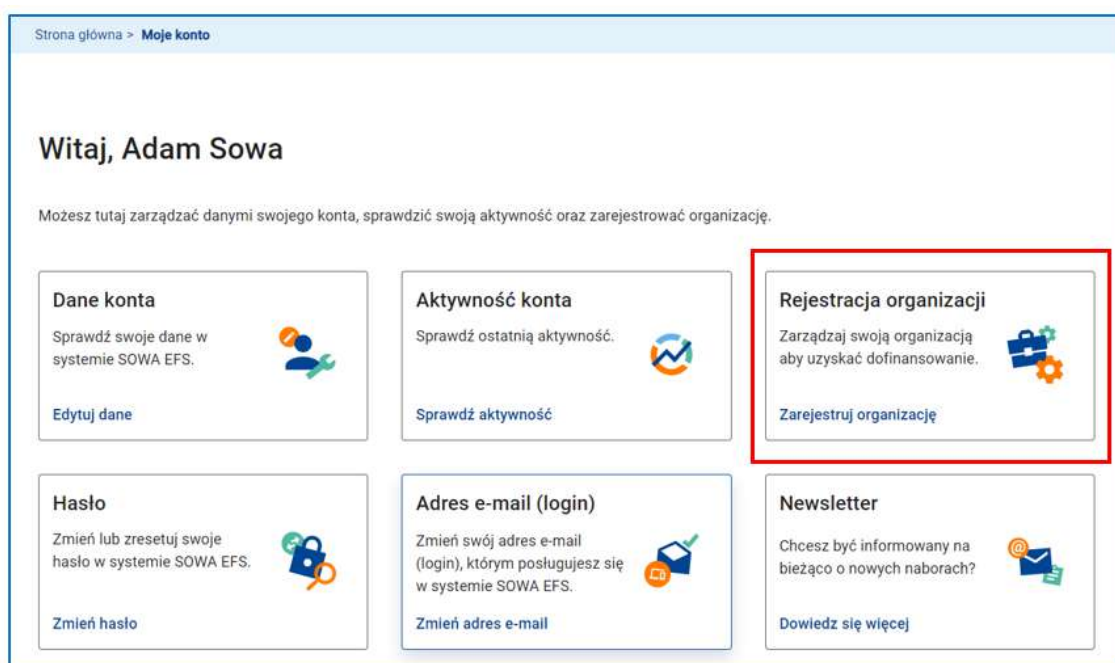 Strona główna > Moje konto
Witaj, Adam Sowa
Możesz tutaj zarządzać danymi swojego konta, sprawdzić swoją aktywność oraz zarejestrować organizację.
Dane konta
Sprawdź swoje dane w
systemie SOWA EFS.
Edytuj dane
Aktywność konta
Sprawdź ostatnią aktywność.
Sprawdź aktywność
Rejestracja organizacji
Zarządzaj swoją organizacją
aby uzyskać dofinansowanie.
Zarejestruj organizację
Hasło
Zmień lub zresetuj swoje
hasło w systemie SOWA EFS.
Zmień hasło
Adres e-mail (login)
Zmień swój adres e-mail
(login), którym posługujesz się
w systemie SOWA EFS.
Zmień adres e-mail
Newsletter
Chcesz być informowany na
bieżąco o nowych naborach?
Dowiedz się więcej